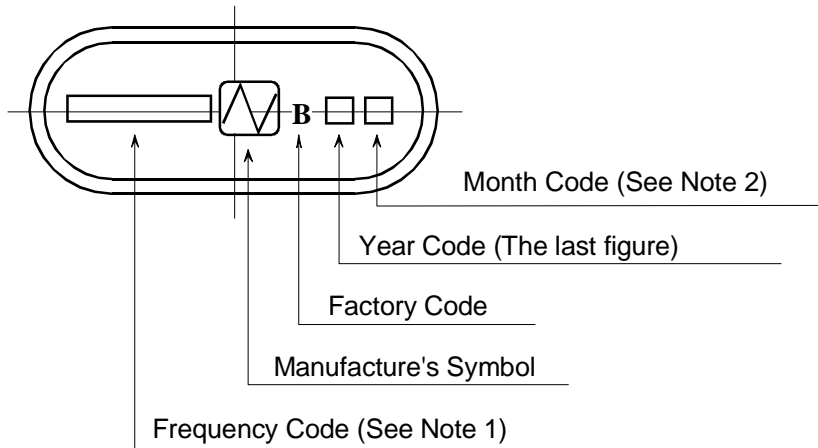 B
Month Code (See Note 2)
Year Code (The last figure)
Factory Code
Manufacture's Symbol
Frequency Code (See Note 1)